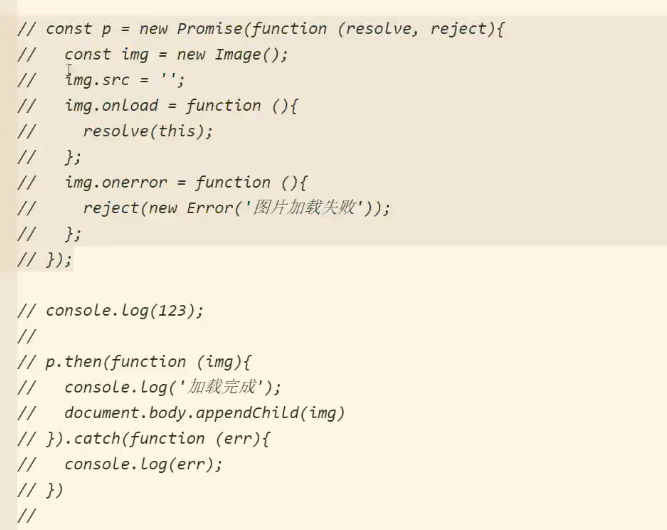 // const p = new Promise(function (resolve, reject){
//   const img = new Image();
//   img.src = '';
//   img.onload = function (){
//     resolve(this);
//   };
//   img.onerror = function (){
//     reject(new Error('图片加载失败'));
//   };
// });
// console.log(123);
//
// p.then(function (img){
//   console.log('加载完成');
//   document.body.appendChild(img)
// }).catch(function (err){
//   console.log(err);
// })
//